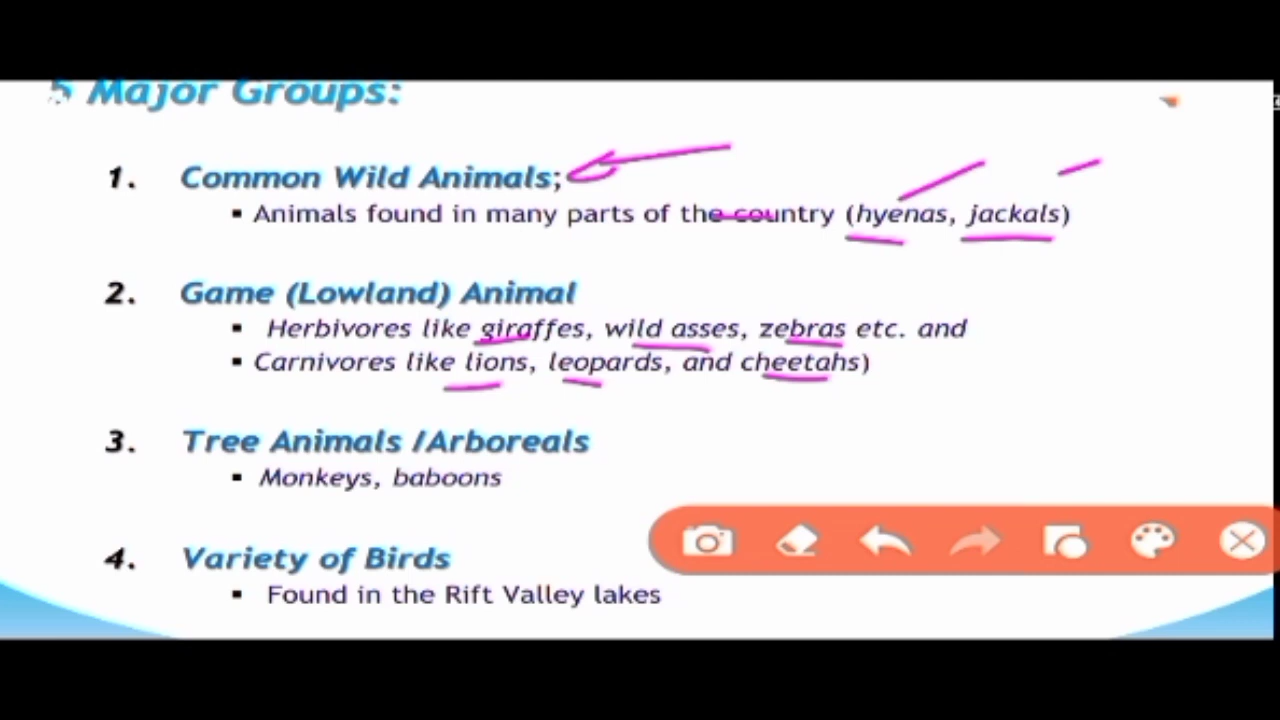 5 Major Groups:
1. Common Wild Animals;
▪ Animals found in many parts of the country (hyenas, jackals)
2. Game (Lowland) Animal
▪ Herbivores like giraffes, wild asses, zebras etc. and
▪ Carnivores like lions, leopards, and cheetahs)
3. Tree Animals /Arboreals
▪ Monkeys, baboons
4. Variety of Birds
▪ Found in the Rift Valley lakes